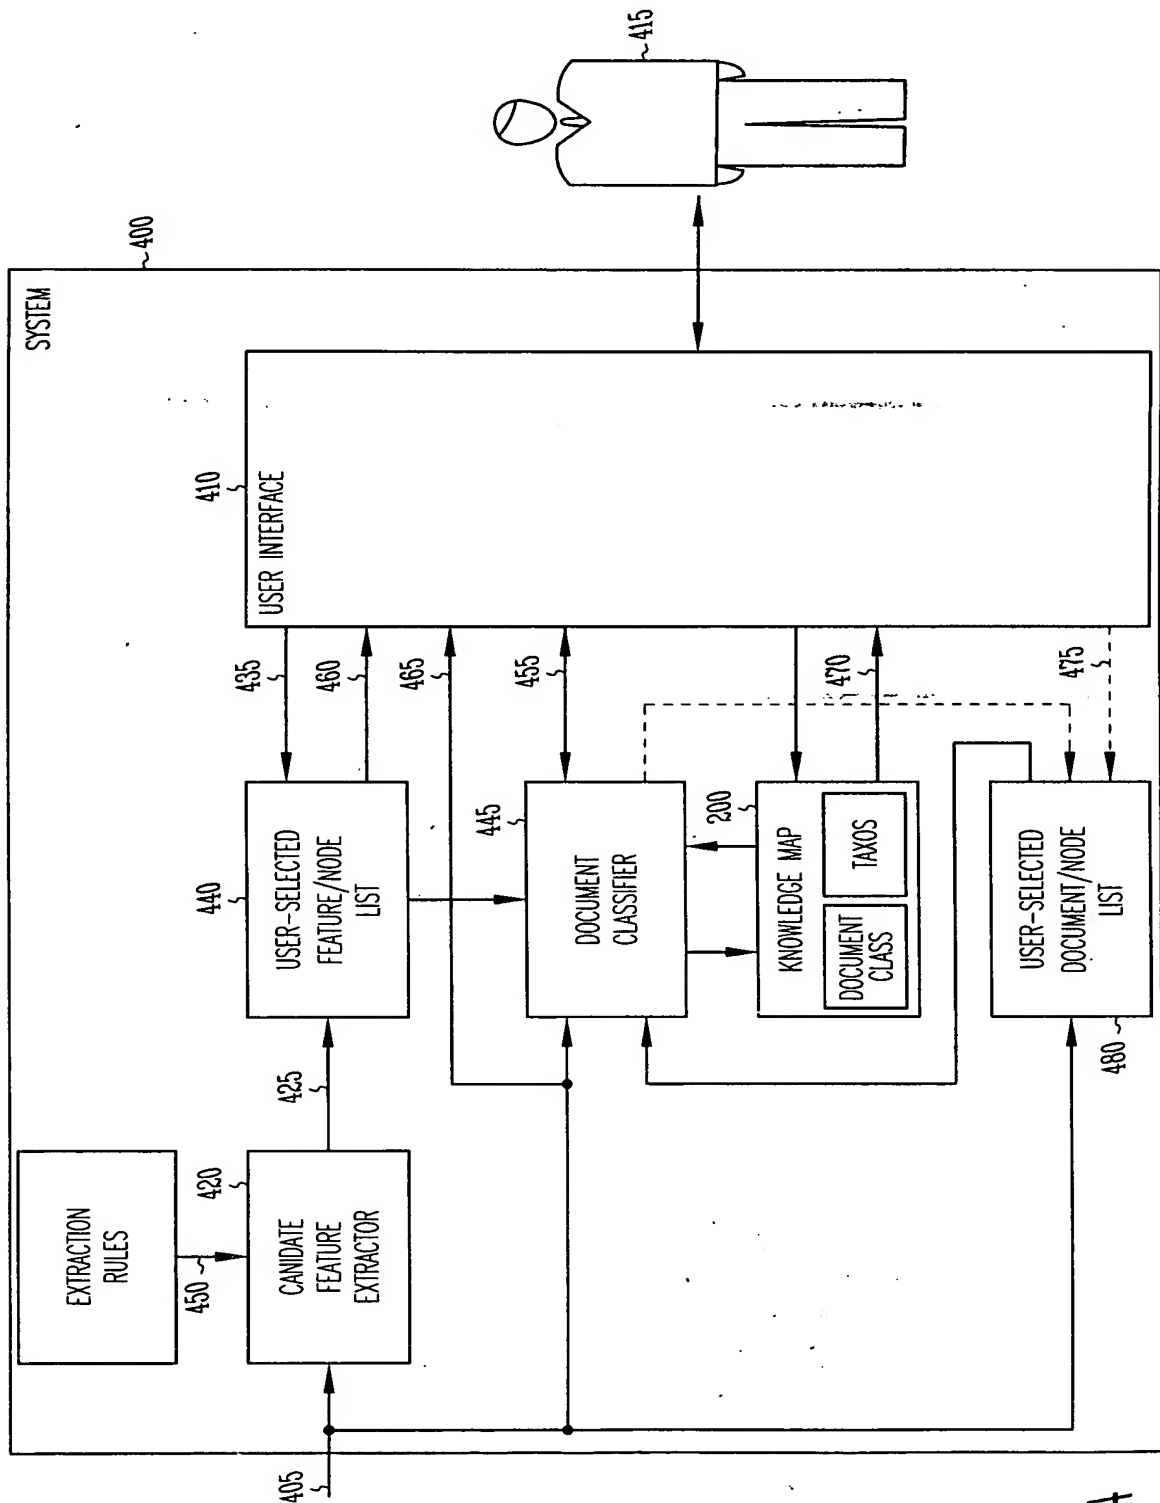 SYSTEM
400
415
USER INTERFACE
410
435
460
465
455
470
475
USER-SELECTED
FEATURE/NODE
LIST
440
DOCUMENT
CLASSIFIER
445
KNOWLEDGE MAP
200
DOCUMENT
CLASS
TAXOS
USER-SELECTED
DOCUMENT/NODE
LIST
480
425
EXTRACTION
RULES
450
420
CANIDATE
FEATURE
EXTRACTOR
405
4